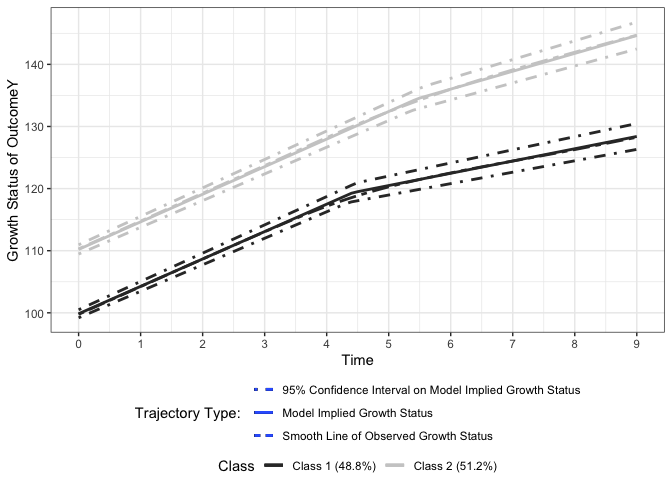 Growth Status of OutcomeY
140
130
120
110
100
0 1 2 3 4 5 6 7 8 9
Time
Trajectory Type:
95% Confidence Interval on Model Implied Growth Status
Model Implied Growth Status
Smooth Line of Observed Growth Status
Class Class 1 (48.8%) Class 2 (51.2%)